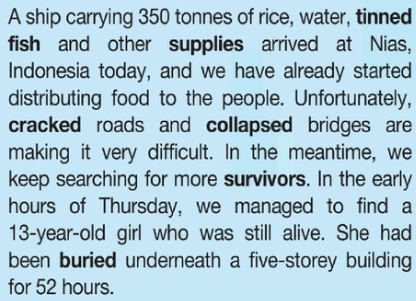 A ship carrying 350 tonnes of rice, water, tinned
fish and other supplies arrived at Nias,
Indonesia today, and we have already started
distributing food to the people. Unfortunately,
cracked roads and collapsed bridges are
making it very difficult. In the meantime, we
keep searching for more survivors. In the early
hours of Thursday, we managed to find a
13-year-old girl who was still alive. She had
been buried underneath a five-storey building
for 52 hours.